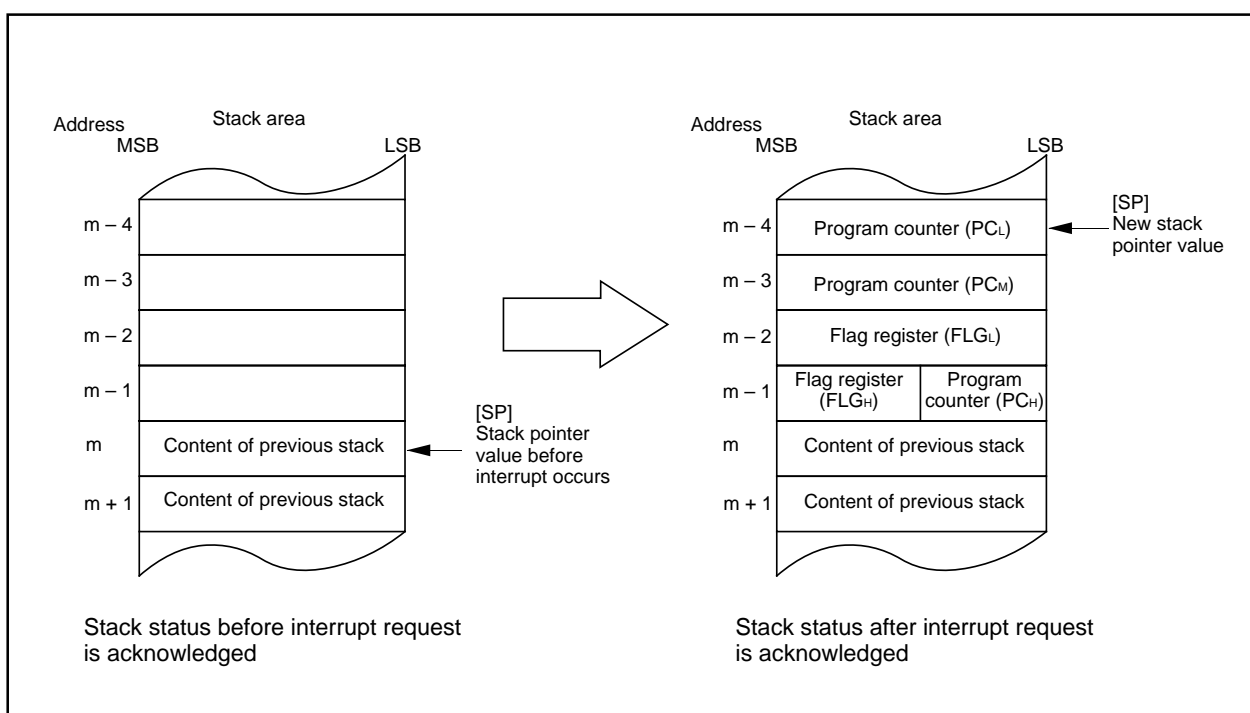 Address
Stack area
MSB
LSB
m – 4
m – 3
m – 2
m – 1
m
Content of previous stack
m + 1
Content of previous stack
[SP]
Stack pointer
value before
interrupt occurs
Stack status before interrupt request
is acknowledged
Address
Stack area
MSB
LSB
m – 4
Program counter (PCL)
m – 3
Program counter (PCM)
m – 2
Flag register (FLGL)
m – 1
Flag register
(FLGH)
Program
counter (PCH)
m
Content of previous stack
m + 1
Content of previous stack
[SP]
New stack
pointer value
Stack status after interrupt request
is acknowledged